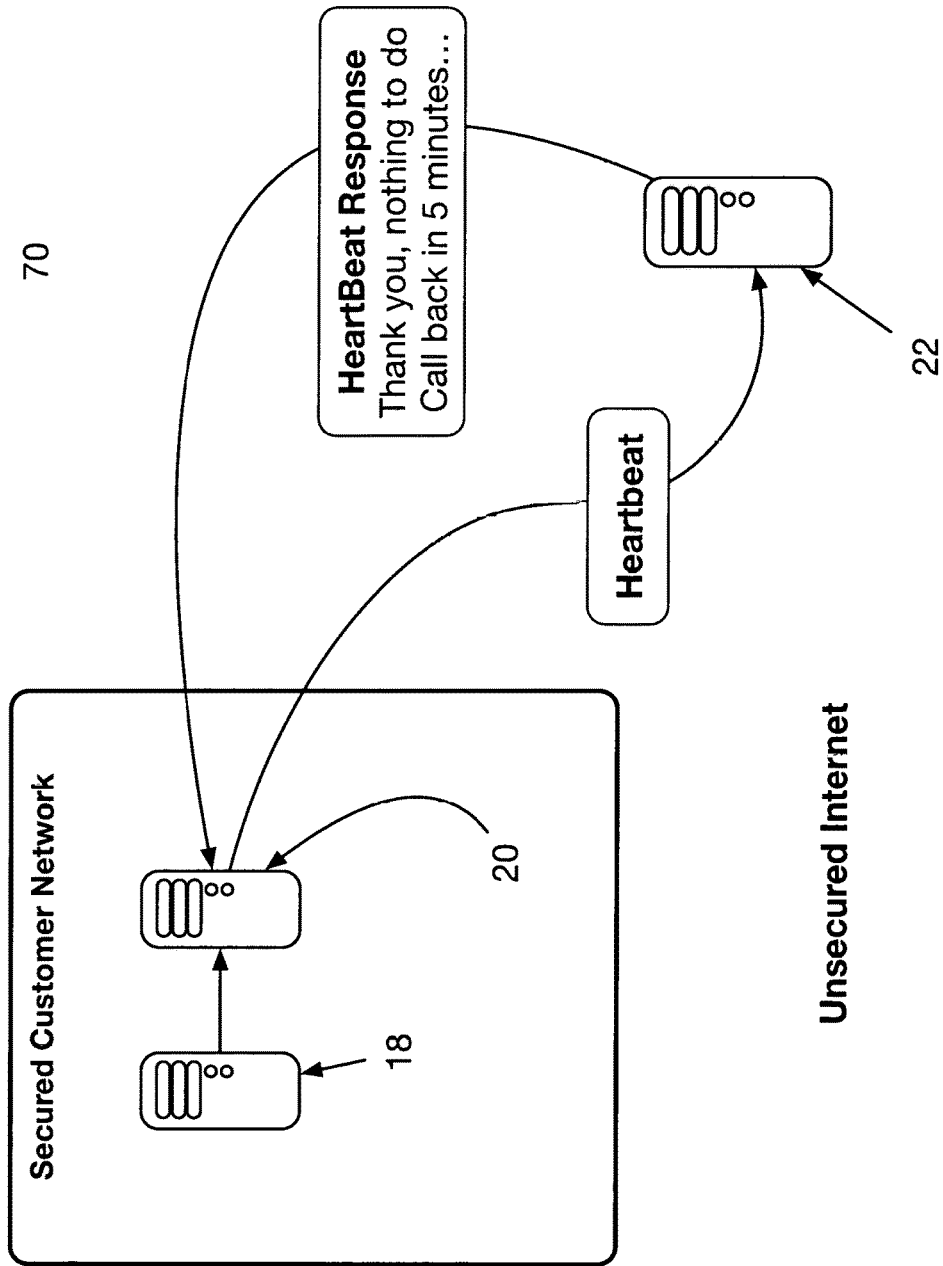 70
HeartBeat Response
Thank you, nothing to do
Call back in 5 minutes...
Secured Customer Network
18
20
Heartbeat
22
Unsecured Internet